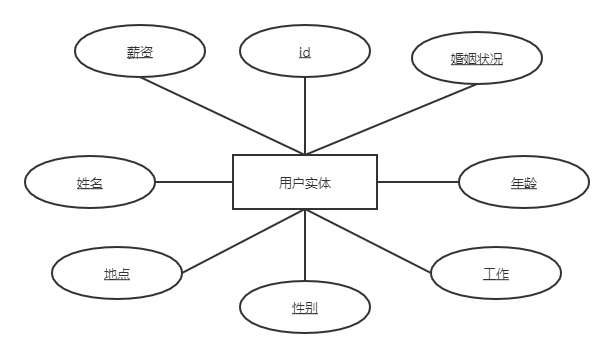 薪资
id
婚姻状况
姓名
用户实体
年龄
地点
工作
性别